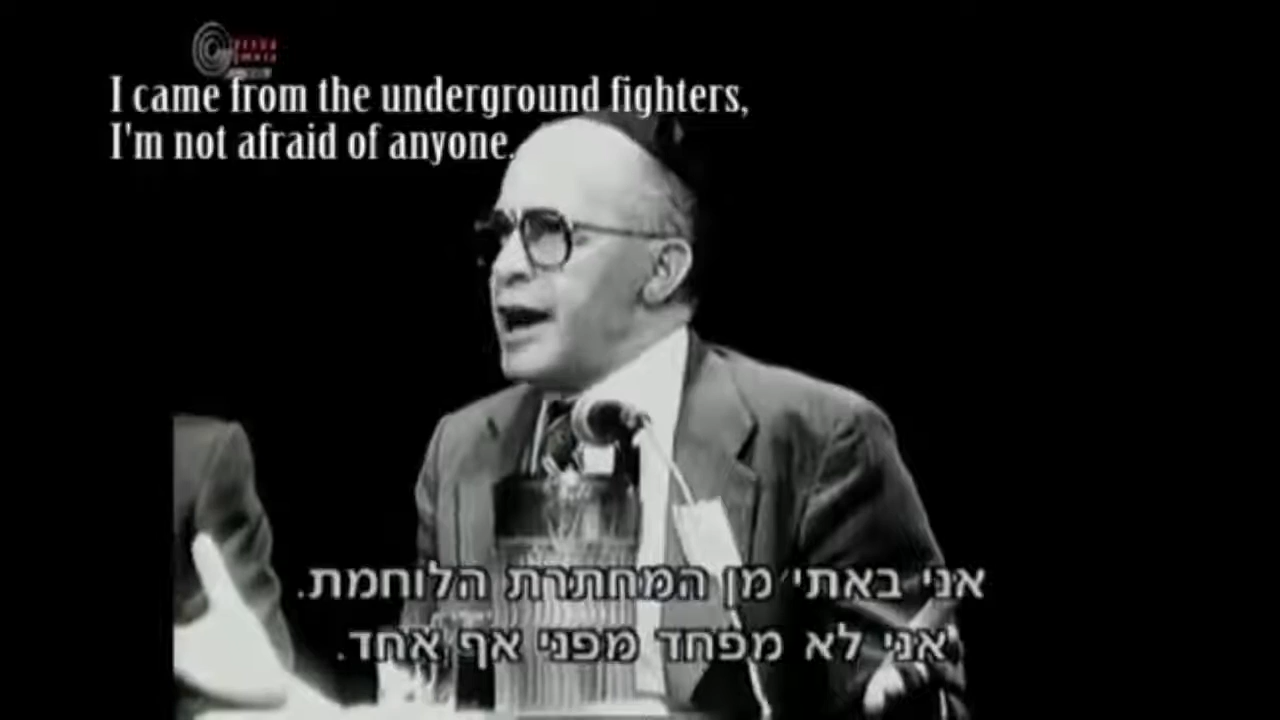 I came from the underground fighters,
I'm not afraid of anyone.
אני באתי מן המחתרת הלוחמת.
אני לא מפחד מפני אף אחד.